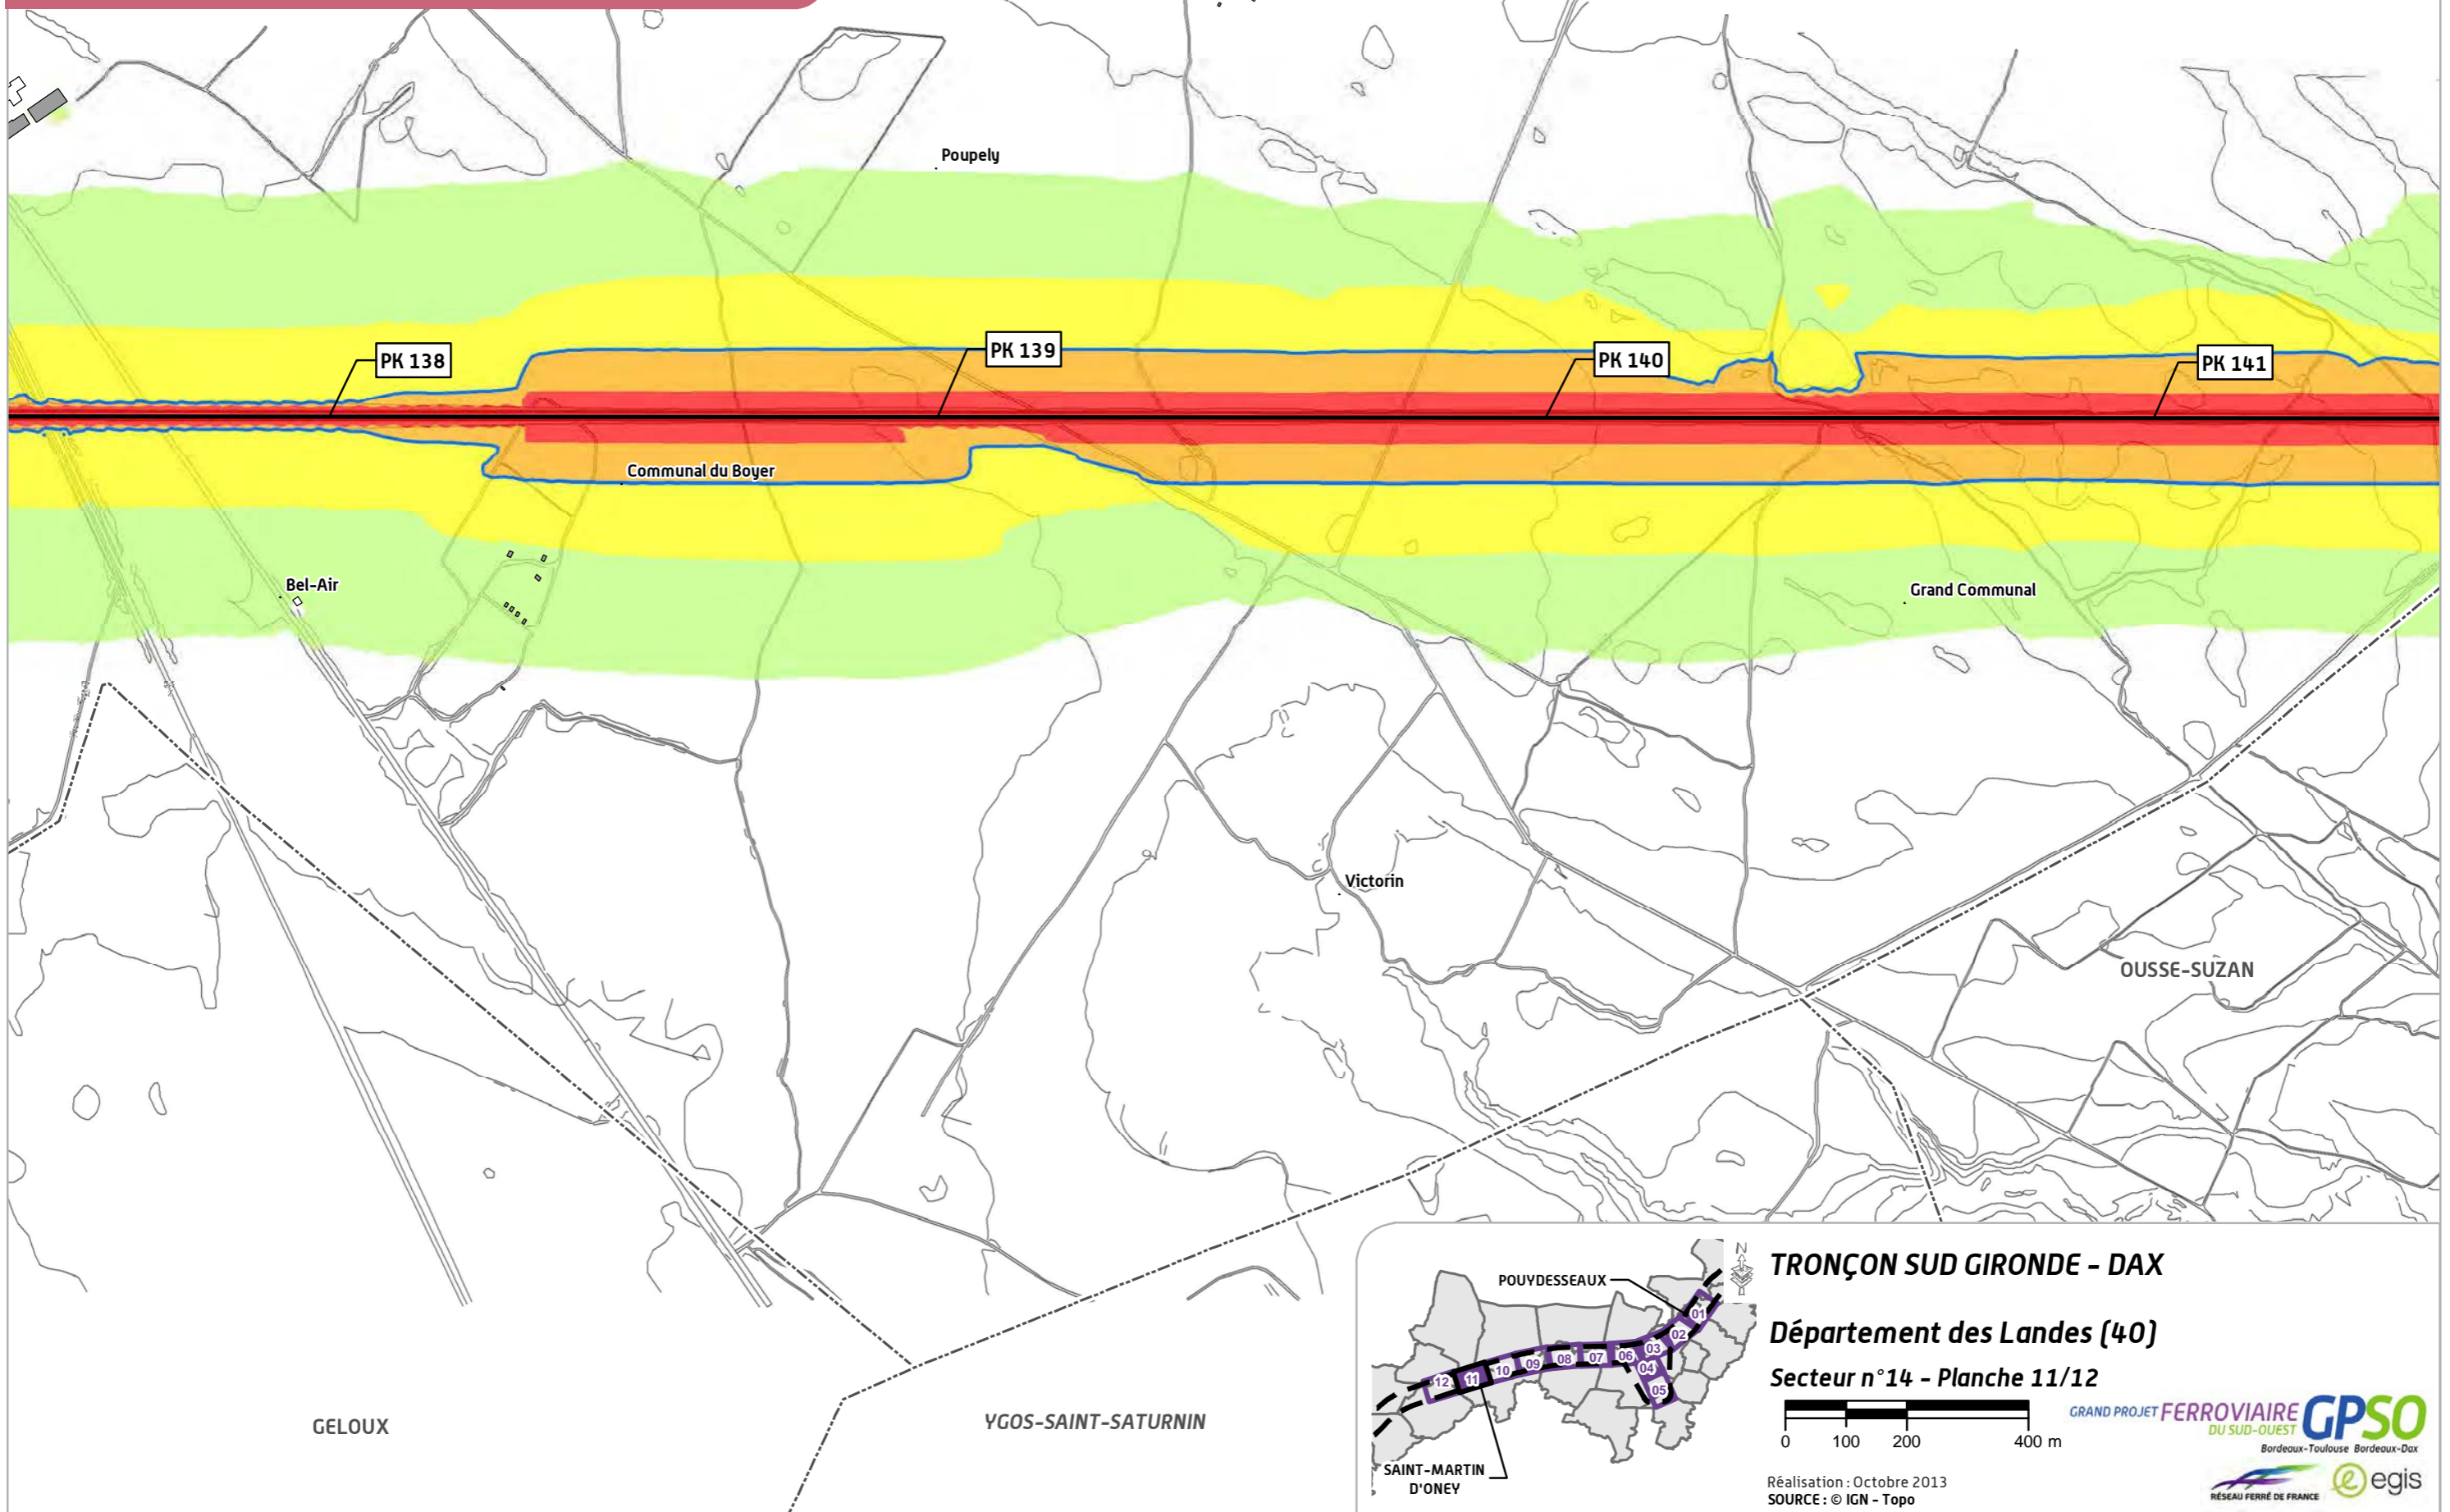 Poupely
PK 138
PK 139
PK 140
PK 141
Communal du Boyer
Bel-Air
Grand Communal
Victorin
OUSSE-SUZAN
GELOUX
YGOS-SAINT-SATURNIN
POUYDESSEAUX
N
01
02
03
04
05
06
07
08
09
10
11
12
SAINT-MARTIN
D'ONEY
TRONÇON SUD GIRONDE - DAX
Département des Landes (40)
Secteur n°14 - Planche 11/12
0 100 200 400 m
GRAND PROJET FERROVIAIRE GPSO
DU SUD-OUEST
Bordeaux-Toulouse Bordeaux-Dax
Réalisation : Octobre 2013
SOURCE : © IGN - Topo
RÉSEAU FERRÉ DE FRANCE
e egis